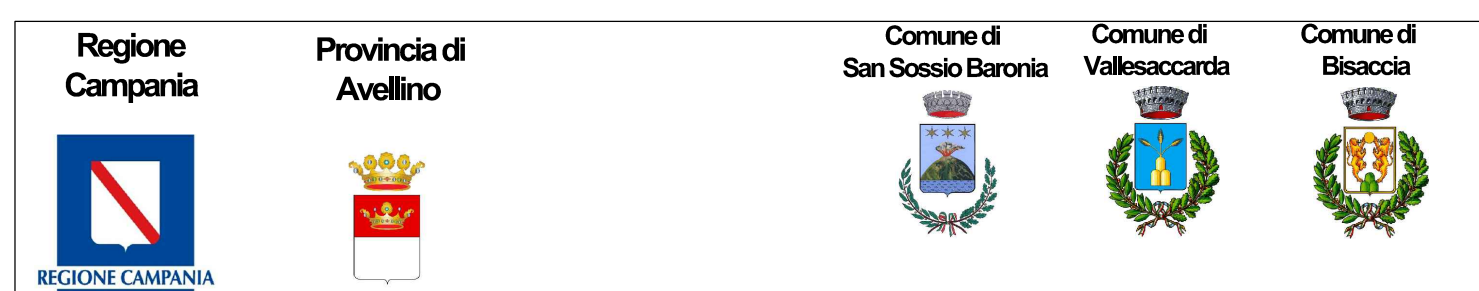 Regione
Campania
Provincia di
Avellino
Comune di
San Sossio Baronia
Comune di
Vallesaccarda
Comune di
Bisaccia
REGIONE CAMPANIA